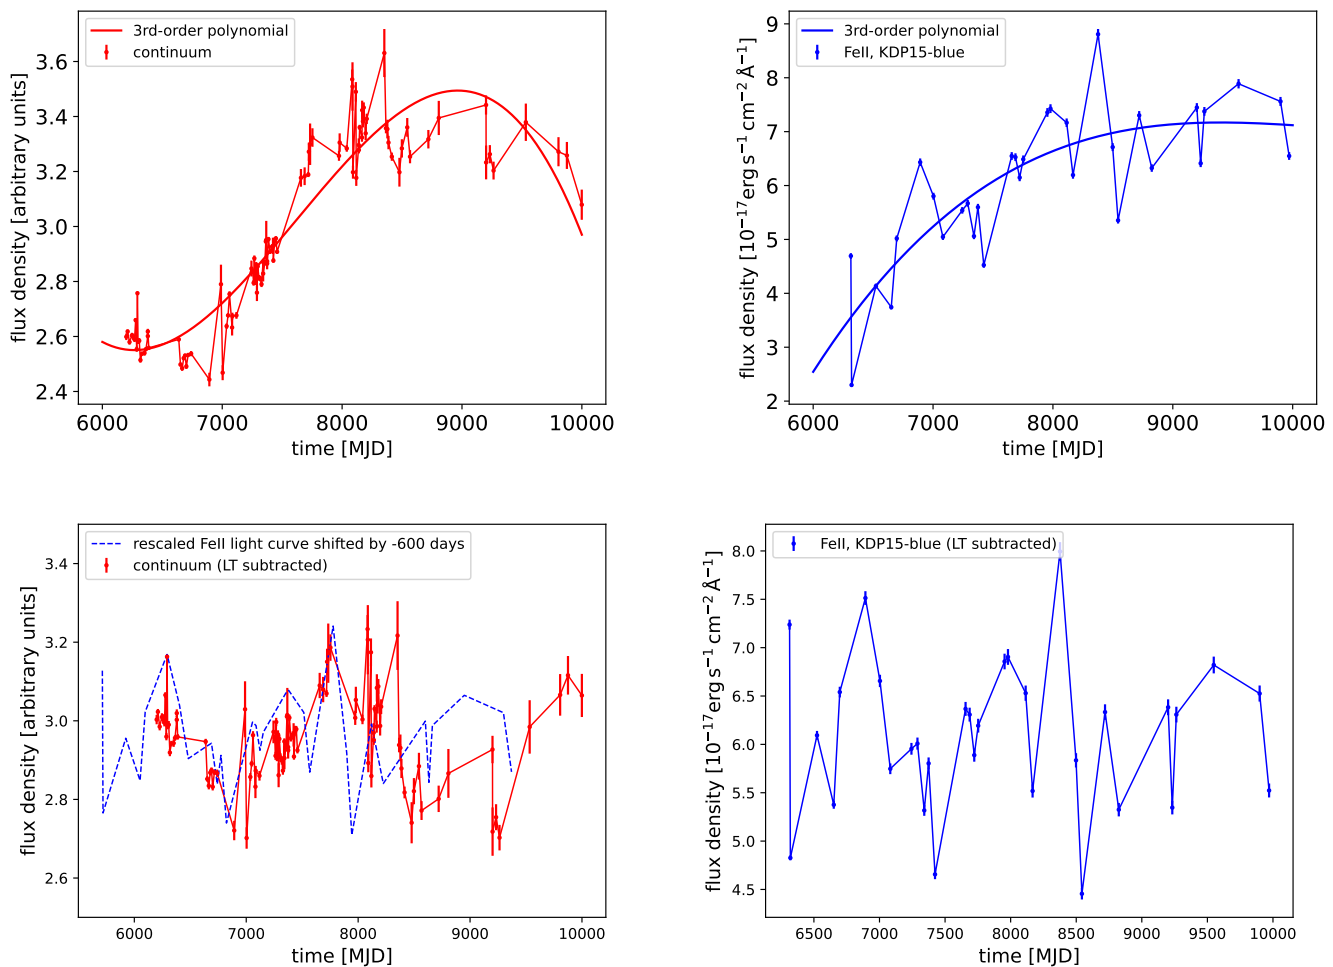 3rd-order polynomial
continuum
flux density [arbitrary units]
3.6
3.4
3.2
3.0
2.8
2.6
2.4
6000 7000 8000 9000 10000
time [MJD]
3rd-order polynomial
FeII, KDP15-blue
flux density [10⁻¹⁷erg s⁻¹ cm⁻² Å⁻¹]
9
8
7
6
5
4
3
2
6000 7000 8000 9000 10000
time [MJD]
rescaled FeII light curve shifted by -600 days
continuum (LT subtracted)
flux density [arbitrary units]
3.4
3.2
3.0
2.8
2.6
6000 7000 8000 9000 10000
time [MJD]
FeII, KDP15-blue (LT subtracted)
flux density [10⁻¹⁷erg s⁻¹ cm⁻² Å⁻¹]
8.0
7.5
7.0
6.5
6.0
5.5
5.0
4.5
6500 7000 7500 8000 8500 9000 9500 10000
time [MJD]